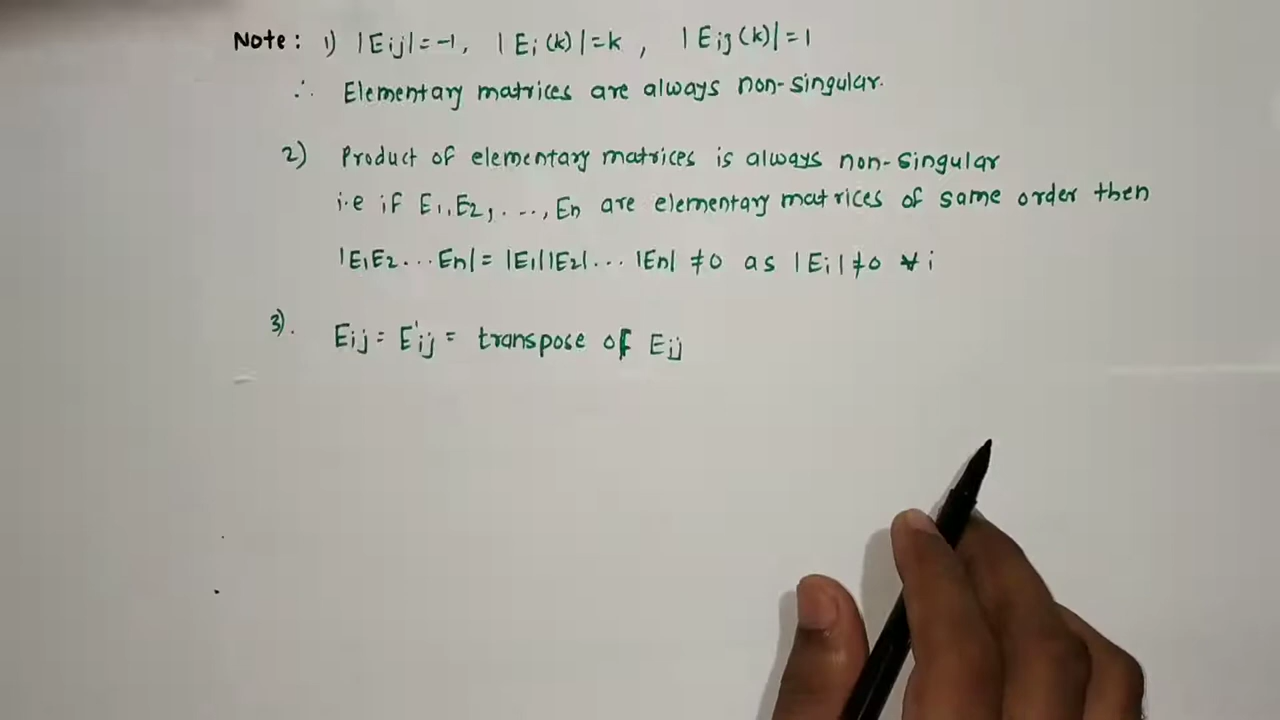 Note: 1) |Eij| = -1, |Ei(k)| = k, |Eij(k)| = 1
∴ Elementary matrices are always non-singular.
2) Product of elementary matrices is always non-singular
i.e if E1, E2, ..., En are elementary matrices of same order then
|E1E2...En| = |E1||E2|...|En| ≠0 as |Ei| ≠0 ∀ i
3). Eij = E'ij = transpose of Eij